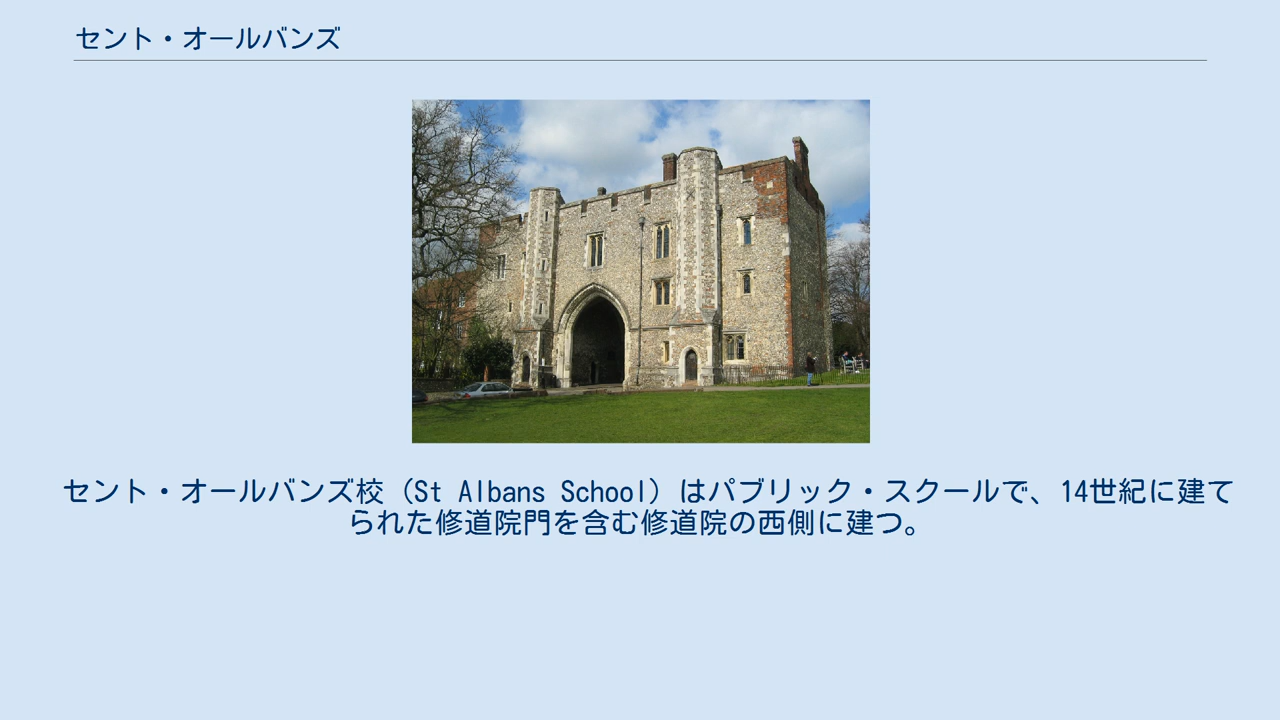 セント・オールバンズ
セント・オールバンズ校（St Albans School）はパブリック・スクールで、14世紀に建て
られた修道院門を含む修道院の西側に建つ。